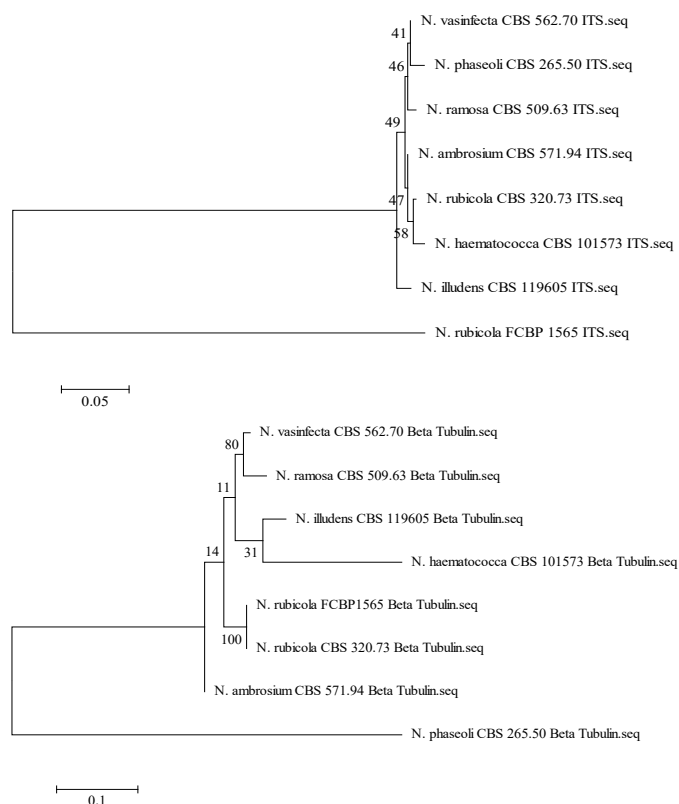 N. vasinfecta CBS 562.70 ITS.seq
41
N. phaseoli CBS 265.50 ITS.seq
46
N. ramosa CBS 509.63 ITS.seq
49
N. ambrosium CBS 571.94 ITS.seq
N. rubicola CBS 320.73 ITS.seq
47
58
N. haematococca CBS 101573 ITS.seq
N. illudens CBS 119605 ITS.seq
N. rubicola FCBP 1565 ITS.seq
0.05
N. vasinfecta CBS 562.70 Beta Tubulin.seq
80
N. ramosa CBS 509.63 Beta Tubulin.seq
11
N. illudens CBS 119605 Beta Tubulin.seq
14
31
N. haematococca CBS 101573 Beta Tubulin.seq
N. rubicola FCBP1565 Beta Tubulin.seq
100
N. rubicola CBS 320.73 Beta Tubulin.seq
N. ambrosium CBS 571.94 Beta Tubulin.seq
N. phaseoli CBS 265.50 Beta Tubulin.seq
0.1